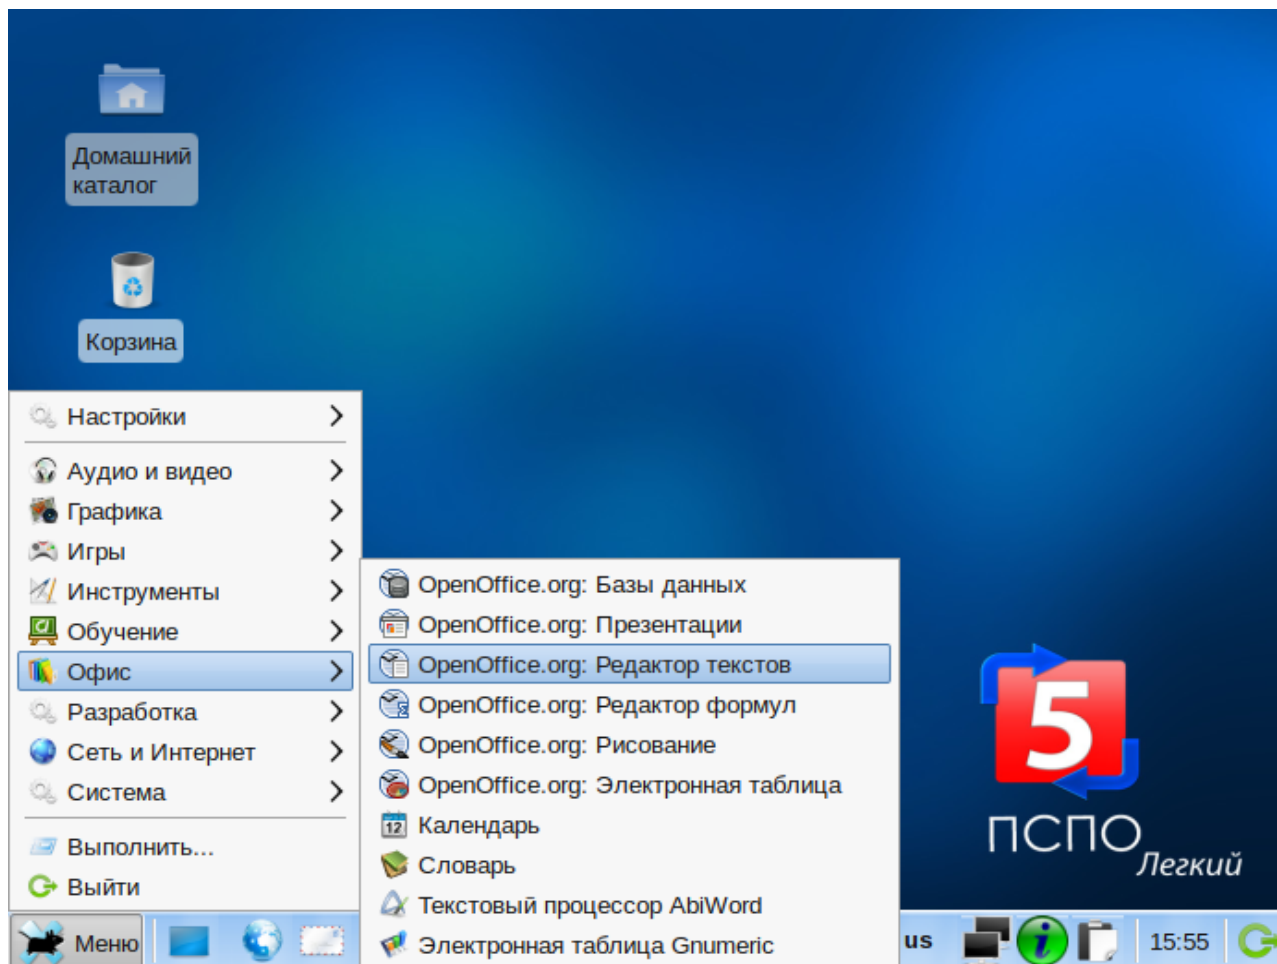 Домашний
каталог
Корзина
Настройки
Аудио и видео
Графика
Игры
Инструменты
Обучение
Офис
Разработка
Сеть и Интернет
Система
Выполнить...
Выйти
OpenOffice.org: Базы данных
OpenOffice.org: Презентации
OpenOffice.org: Редактор текстов
OpenOffice.org: Редактор формул
OpenOffice.org: Рисование
OpenOffice.org: Электронная таблица
12
Календарь
Словарь
Текстовый процессор AbiWord
Электронная таблица Gnumeric
5
ПСПО
Легкий
Меню
us
i
15:55